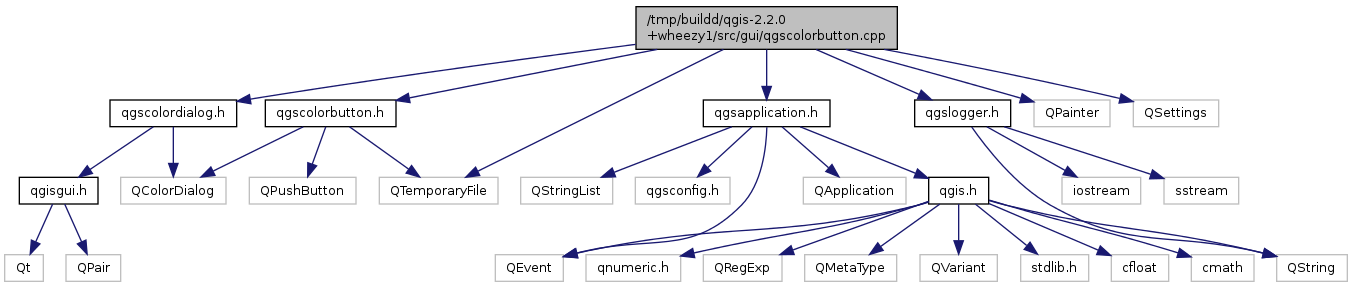 /tmp/buildd/qgis-2.2.0
+wheezy1/src/gui/qgscolorbutton.cpp
qgscolordialog.h
qgscolorbutton.h
qgsapplication.h
qgslogger.h
QPainter
QSettings
qgisgui.h
QColorDialog
QPushButton
QTemporaryFile
QStringList
qgsconfig.h
QApplication
qgis.h
iostream
sstream
Qt
QPair
QEvent
qnumeric.h
QRegExp
QMetaType
QVariant
stdlib.h
cfloat
cmath
QString